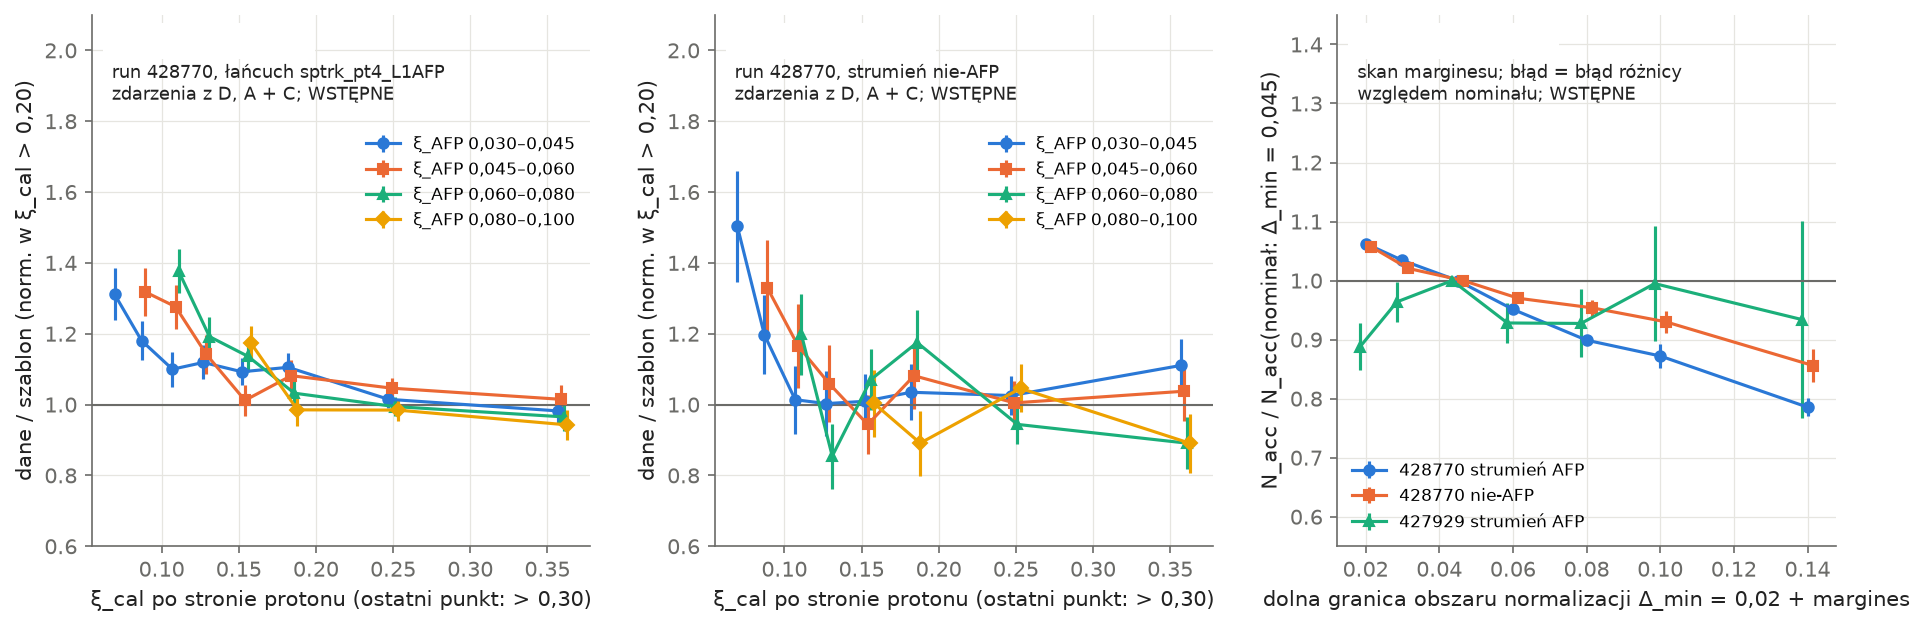 run 428770, łańcuch sptrk_pt4_L1AFP
zdarzenia z D, A + C; WSTĘPNE
ξ_AFP 0,030–0,045
ξ_AFP 0,045–0,060
ξ_AFP 0,060–0,080
ξ_AFP 0,080–0,100
dane / szablon (norm. w ξ_cal > 0,20)
2.0
1.8
1.6
1.4
1.2
1.0
0.8
0.6
0.10
0.15
0.20
0.25
0.30
0.35
ξ_cal po stronie protonu (ostatni punkt: > 0,30)
run 428770, strumień nie-AFP
zdarzenia z D, A + C; WSTĘPNE
ξ_AFP 0,030–0,045
ξ_AFP 0,045–0,060
ξ_AFP 0,060–0,080
ξ_AFP 0,080–0,100
dane / szablon (norm. w ξ_cal > 0,20)
2.0
1.8
1.6
1.4
1.2
1.0
0.8
0.6
0.10
0.15
0.20
0.25
0.30
0.35
ξ_cal po stronie protonu (ostatni punkt: > 0,30)
skan marginesu; błąd = błąd różnicy
względem nominału; WSTĘPNE
N_acc / N_acc(nominał: Δ_min = 0,045)
1.4
1.3
1.2
1.1
1.0
0.9
0.8
0.7
0.6
428770 strumień AFP
428770 nie-AFP
427929 strumień AFP
0.02
0.04
0.06
0.08
0.10
0.12
0.14
dolna granica obszaru normalizacji Δ_min = 0,02 + margines